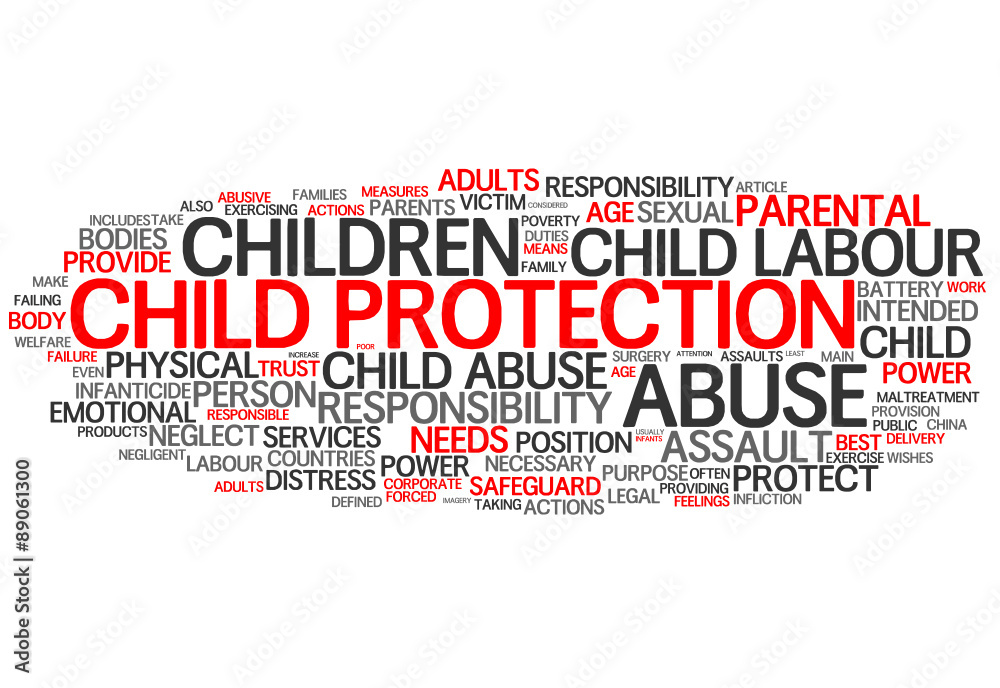 ADULTS RESPONSIBILITY ARTICLE
ABUSIVE FAMILIES MEASURES
ALSO EXERCISING ACTIONS PARENTS VICTIM CONSIDERED AGE SEXUAL PARENTAL
INCLUDE STAKE CHILDREN POVERTY
BODIES DUTIES CHILD LABOUR
PROVIDE MEANS
FAMILY
MAKE CHILD PROTECTION BATTERY WORK
FAILING INTENDED
BODY
WELFARE POOR CHILD
FAILURE PHYSICAL INCREASE CHILD ABUSE SURGERY ATTENTION ASSAULTS LEAST MAIN
EVEN TRUST AGE ABUSE POWER
INFANTICIDE PERSON RESPONSIBILITY MALTREATMENT
EMOTIONAL RESPONSIBLE PROVISION
PRODUCTS NEGLECT SERVICES NEEDS POSITION USUALLY ASSAULT PUBLIC CHINA
INFANTS BEST DELIVERY
NEGLIGENT LABOUR COUNTRIES POWER NECESSARY EXERCISE WISHES
ADULTS DISTRESS CORPORATE SAFEGUARD PURPOSE OFTEN PROTECT
DEFINED FORCED IMAGERY TAKING ACTIONS LEGAL PROVIDING
FEELINGS INFLICTION
Adobe Stock | #89061300